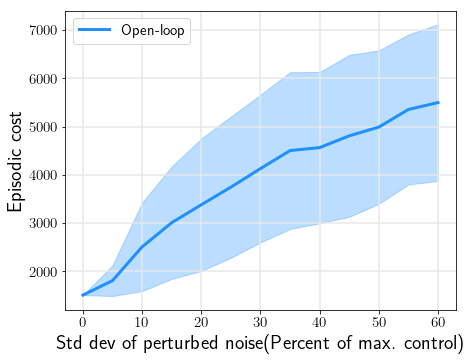 Open-loop
7000
6000
5000
4000
3000
2000
Episodic cost
0 10 20 30 40 50 60
Std dev of perturbed noise(Percent of max. control)